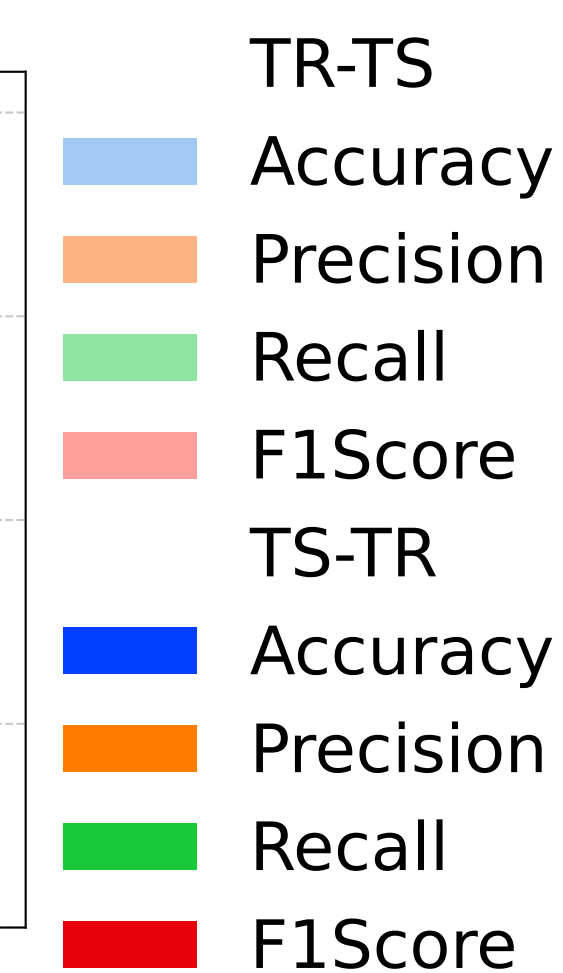 TR-TS
Accuracy
Precision
Recall
F1Score
TS-TR
Accuracy
Precision
Recall
F1Score